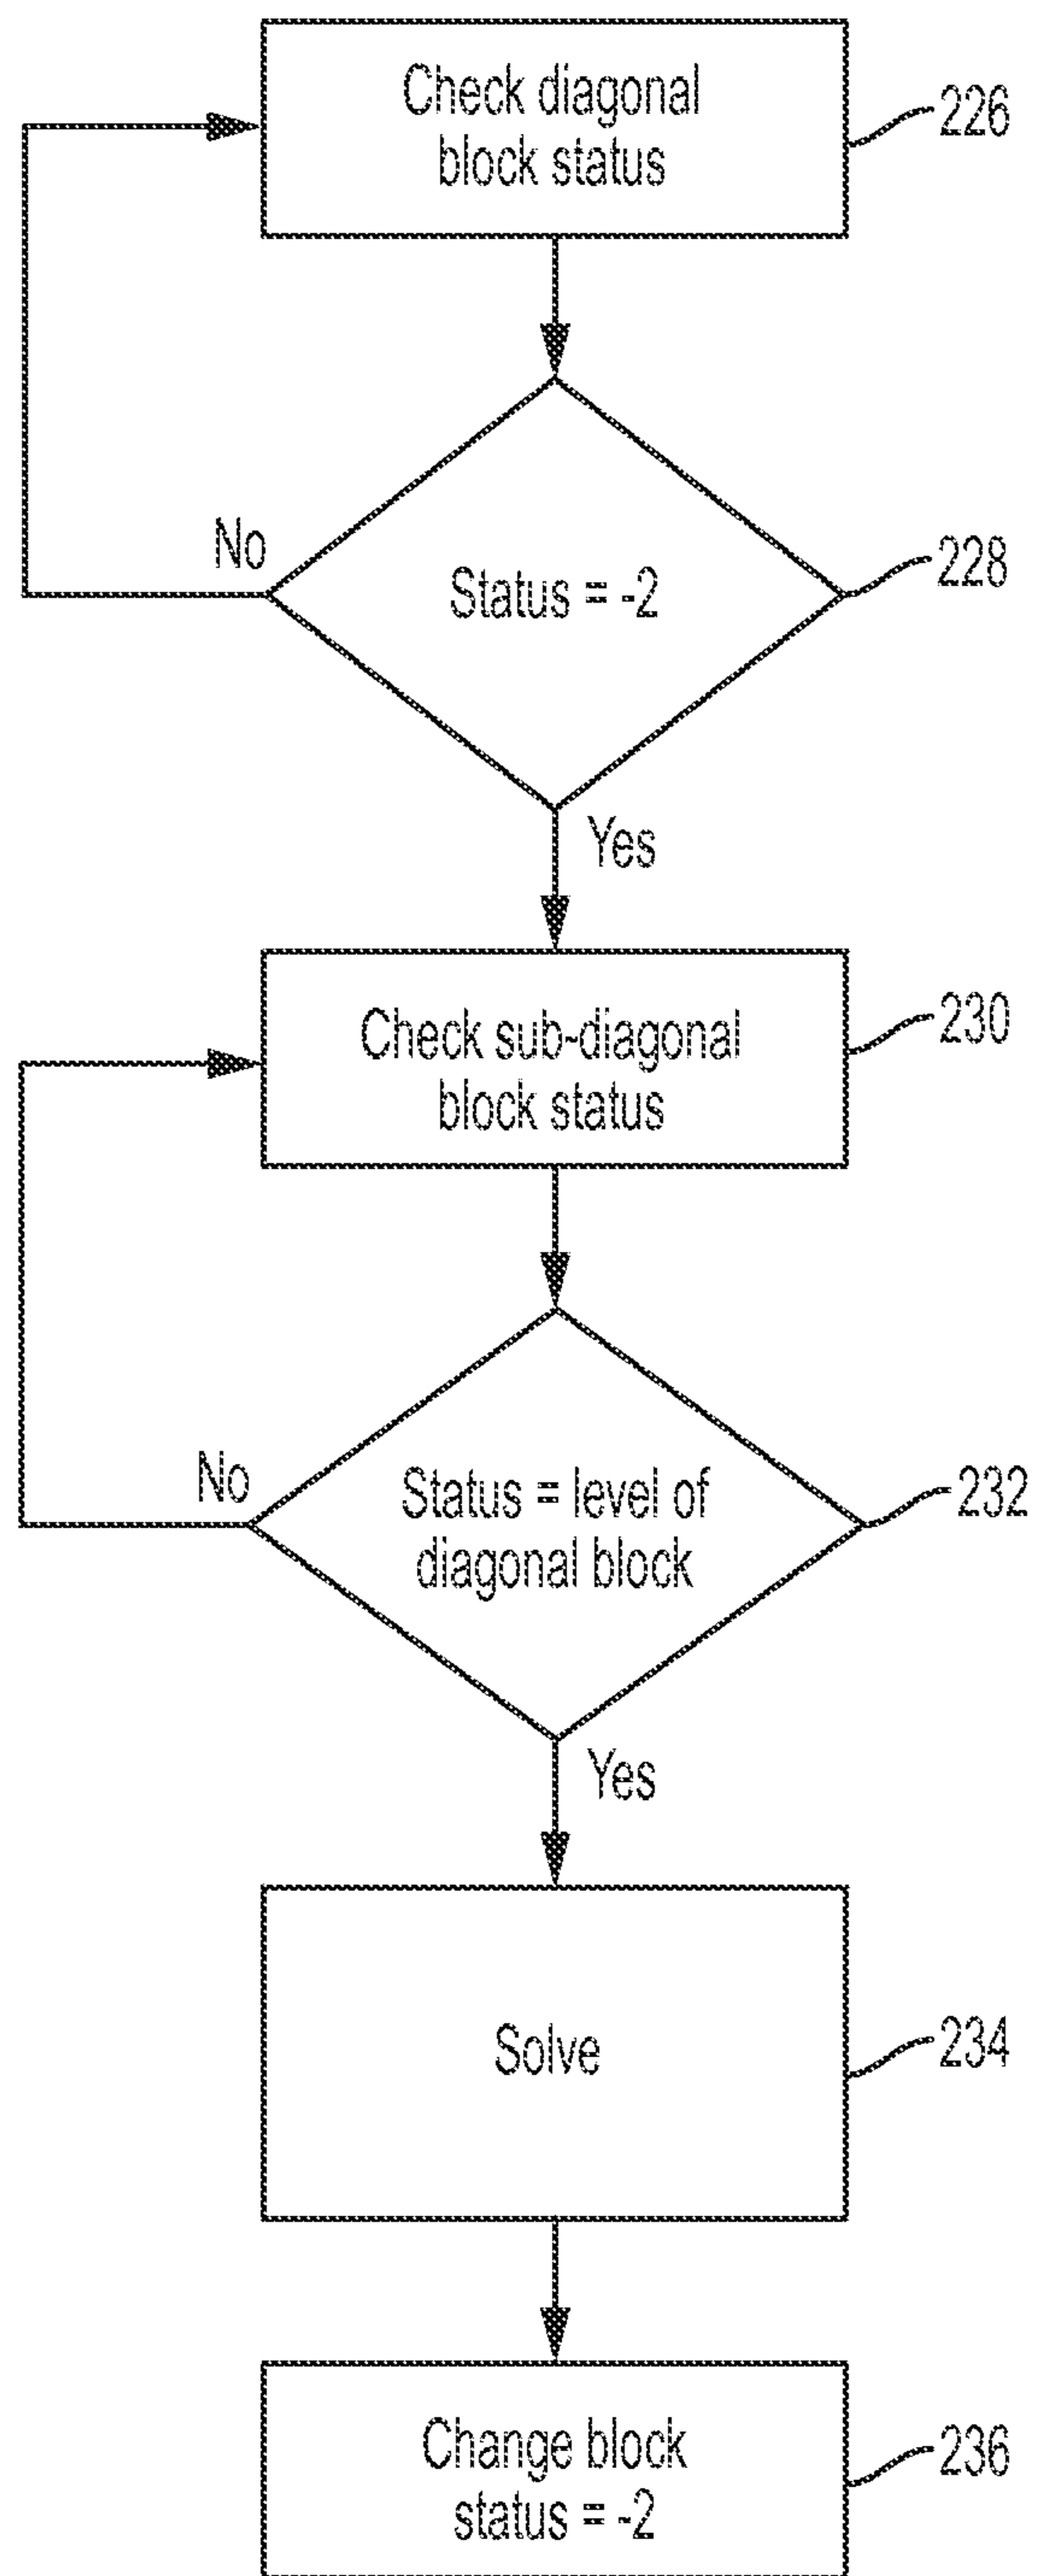 Check diagonal
block status
226
No
Status = -2
228
Yes
Check sub-diagonal
block status
230
No
Status = level of
diagonal block
232
Yes
Solve
234
Change block
status = -2
236